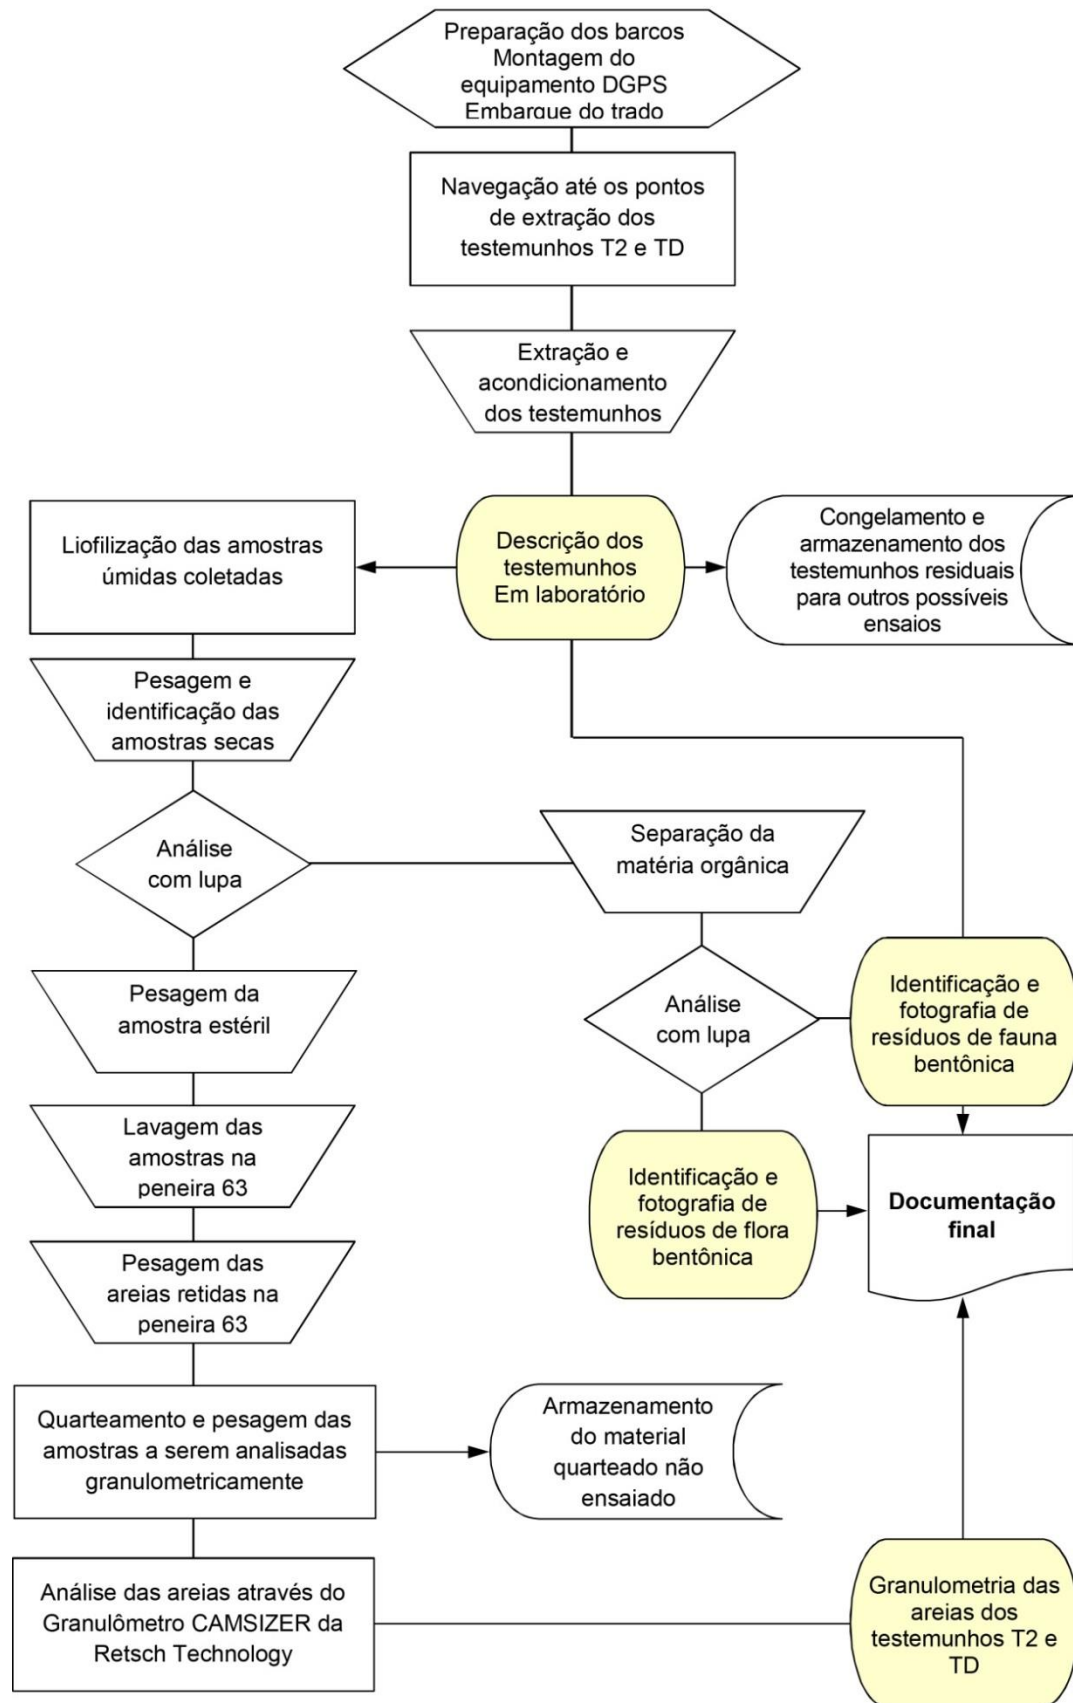 Preparação dos barcos
Montagem do
equipamento DGPS
Embarque do trado
Navegação até os pontos
de extração dos
testemunhos T2 e TD
Extração e
acondicionamento
dos testemunhos
Liofilização das amostras
úmidas coletadas
Descrição dos
testemunhos
Em laboratório
Congelamento e
armazenamento dos
testemunhos residuais
para outros possíveis
ensaios
Pesagem e
identificação das
amostras secas
Análise
com lupa
Separação da
matéria orgânica
Pesagem da
amostra estéril
Análise
com lupa
Identificação e
fotografia de
resíduos de fauna
bentônica
Lavagem das
amostras na
peneira 63
Identificação e
fotografia de
resíduos de flora
bentônica
Documentação
final
Pesagem das
areias retidas na
peneira 63
Quarteamento e pesagem das
amostras a serem analisadas
granulometricamente
Armazenamento
do material
quarteado não
ensaiado
Análise das areias através do
Granulômetro CAMSIZER da
Retsch Technology
Granulometria das
areias dos
testemunhos T2 e
TD